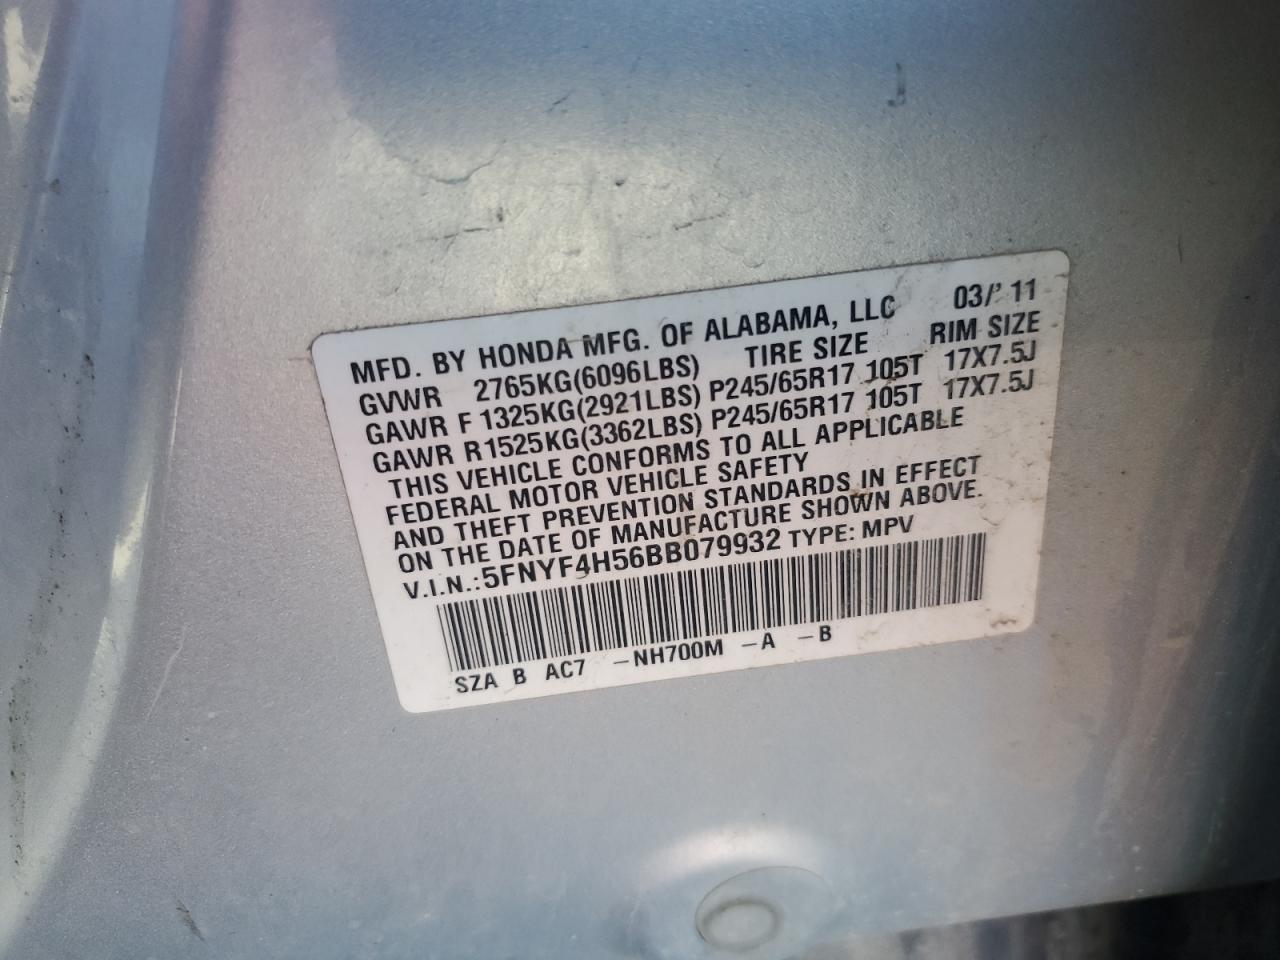 MFD. BY HONDA MFG. OF ALABAMA, LLC 03/' 11
GVWR 2765KG(6096LBS) TIRE SIZE RIM SIZE
GAWR F 1325KG(2921LBS) P245/65R17 105T 17X7.5J
GAWR R1525KG(3362LBS) P245/65R17 105T 17X7.5J
THIS VEHICLE CONFORMS TO ALL APPLICABLE
FEDERAL MOTOR VEHICLE SAFETY
AND THEFT PREVENTION STANDARDS IN EFFECT
ON THE DATE OF MANUFACTURE SHOWN ABOVE.
V.I.N.:5FNYF4H56BB079932 TYPE: MPV
SZA B AC7 -NH700M -A -B